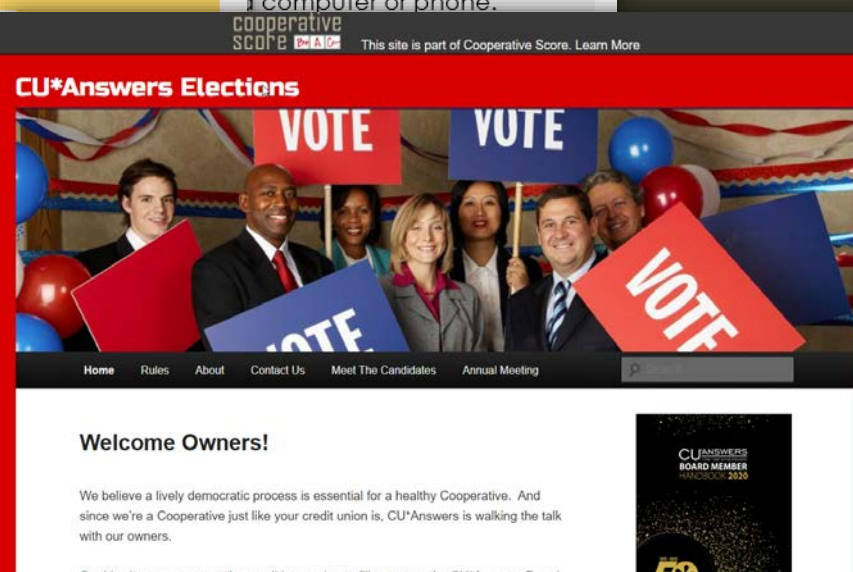 a computer or phone.
cooperative
score Be A C
This site is part of Cooperative Score. Learn More
CU*Answers Elections
VOTE
VOTE
VOTE
VOTE
Home Rules About Contact Us Meet The Candidates Annual Meeting
Welcome Owners!
CU*ANSWERS
BOARD MEMBER
HANDBOOK 2020
We believe a lively democratic process is essential for a healthy Cooperative. And
since we're a Cooperative just like your credit union is, CU*Answers is walking the talk
with our owners.
50